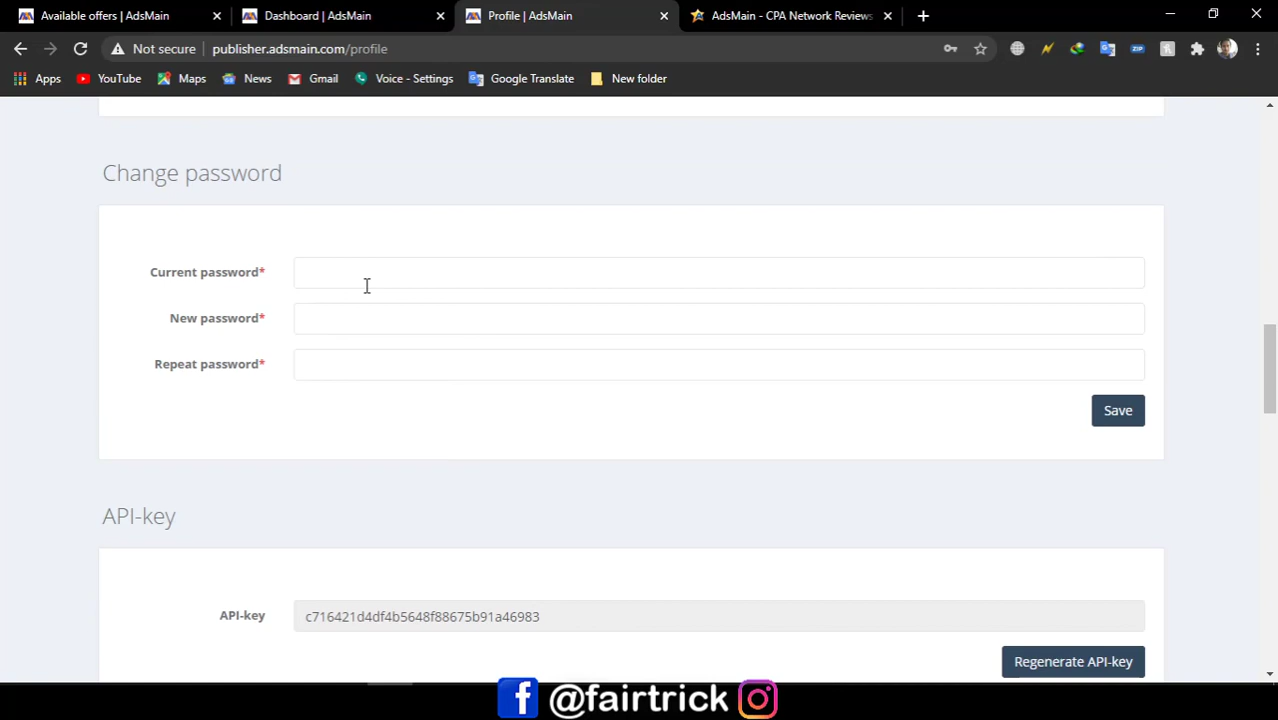 Available offers | AdsMain
Dashboard | AdsMain
Profile | AdsMain
AdsMain - CPA Network Reviews
Not secure
publisher.adsmain.com/profile
Apps
YouTube
Maps
News
Gmail
Voice - Settings
Google Translate
New folder
Change password
Current password*
New password*
Repeat password*
Save
API-key
API-key
c716421d4df4b5648f88675b91a46983
Regenerate API-key
@fairtrick